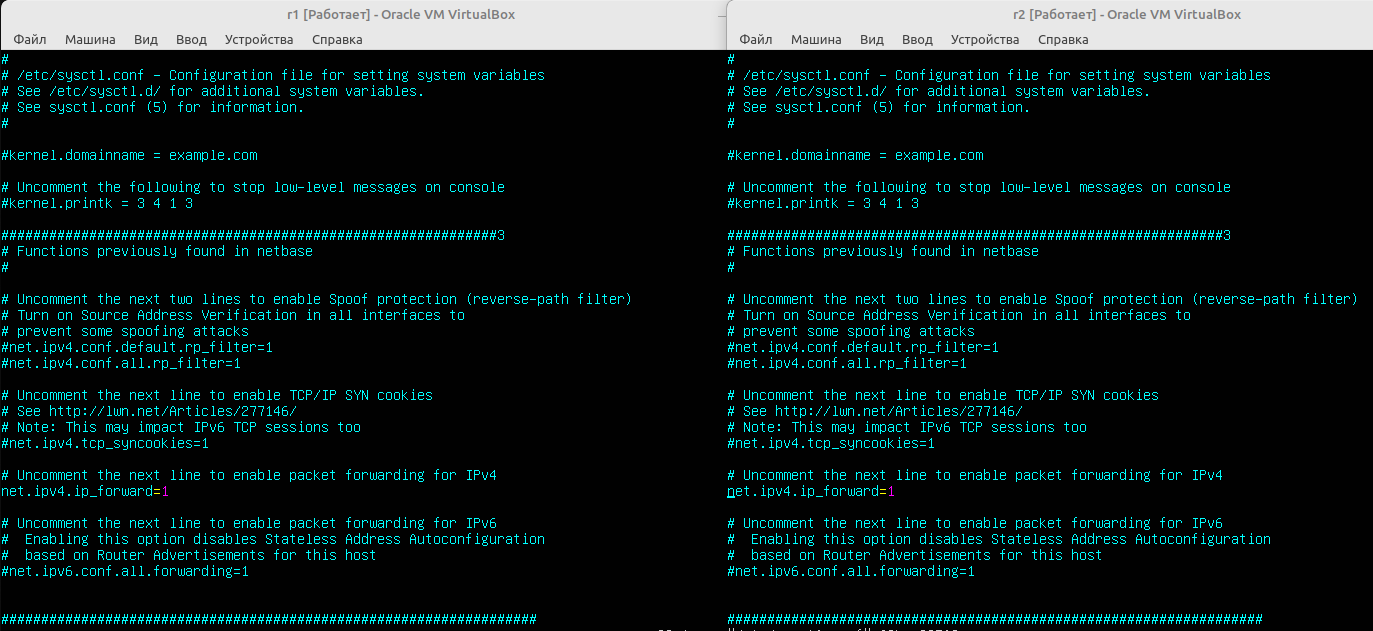 r1 [Работает] - Oracle VM VirtualBox
Файл Машина Вид Ввод Устройства Справка
#
# /etc/sysctl.conf - Configuration file for setting system variables
# See /etc/sysctl.d/ for additional system variables.
# See sysctl.conf (5) for information.
#
#kernel.domainname = example.com
# Uncomment the following to stop low-level messages on console
#kernel.printk = 3 4 1 3
##############################################################3
# Functions previously found in netbase
#
# Uncomment the next two lines to enable Spoof protection (reverse-path filter)
# Turn on Source Address Verification in all interfaces to
# prevent some spoofing attacks
#net.ipv4.conf.default.rp_filter=1
#net.ipv4.conf.all.rp_filter=1
# Uncomment the next line to enable TCP/IP SYN cookies
# See http://lwn.net/Articles/277146/
# Note: This may impact IPv6 TCP sessions too
#net.ipv4.tcp_syncookies=1
# Uncomment the next line to enable packet forwarding for IPv4
net.ipv4.ip_forward=1
# Uncomment the next line to enable packet forwarding for IPv6
#  Enabling this option disables Stateless Address Autoconfiguration
#  based on Router Advertisements for this host
#net.ipv6.conf.all.forwarding=1
###################################################################
r2 [Работает] - Oracle VM VirtualBox
Файл Машина Вид Ввод Устройства Справка
#
# /etc/sysctl.conf - Configuration file for setting system variables
# See /etc/sysctl.d/ for additional system variables.
# See sysctl.conf (5) for information.
#
#kernel.domainname = example.com
# Uncomment the following to stop low-level messages on console
#kernel.printk = 3 4 1 3
##############################################################3
# Functions previously found in netbase
#
# Uncomment the next two lines to enable Spoof protection (reverse-path filter)
# Turn on Source Address Verification in all interfaces to
# prevent some spoofing attacks
#net.ipv4.conf.default.rp_filter=1
#net.ipv4.conf.all.rp_filter=1
# Uncomment the next line to enable TCP/IP SYN cookies
# See http://lwn.net/Articles/277146/
# Note: This may impact IPv6 TCP sessions too
#net.ipv4.tcp_syncookies=1
# Uncomment the next line to enable packet forwarding for IPv4
net.ipv4.ip_forward=1
# Uncomment the next line to enable packet forwarding for IPv6
#  Enabling this option disables Stateless Address Autoconfiguration
#  based on Router Advertisements for this host
#net.ipv6.conf.all.forwarding=1
###################################################################